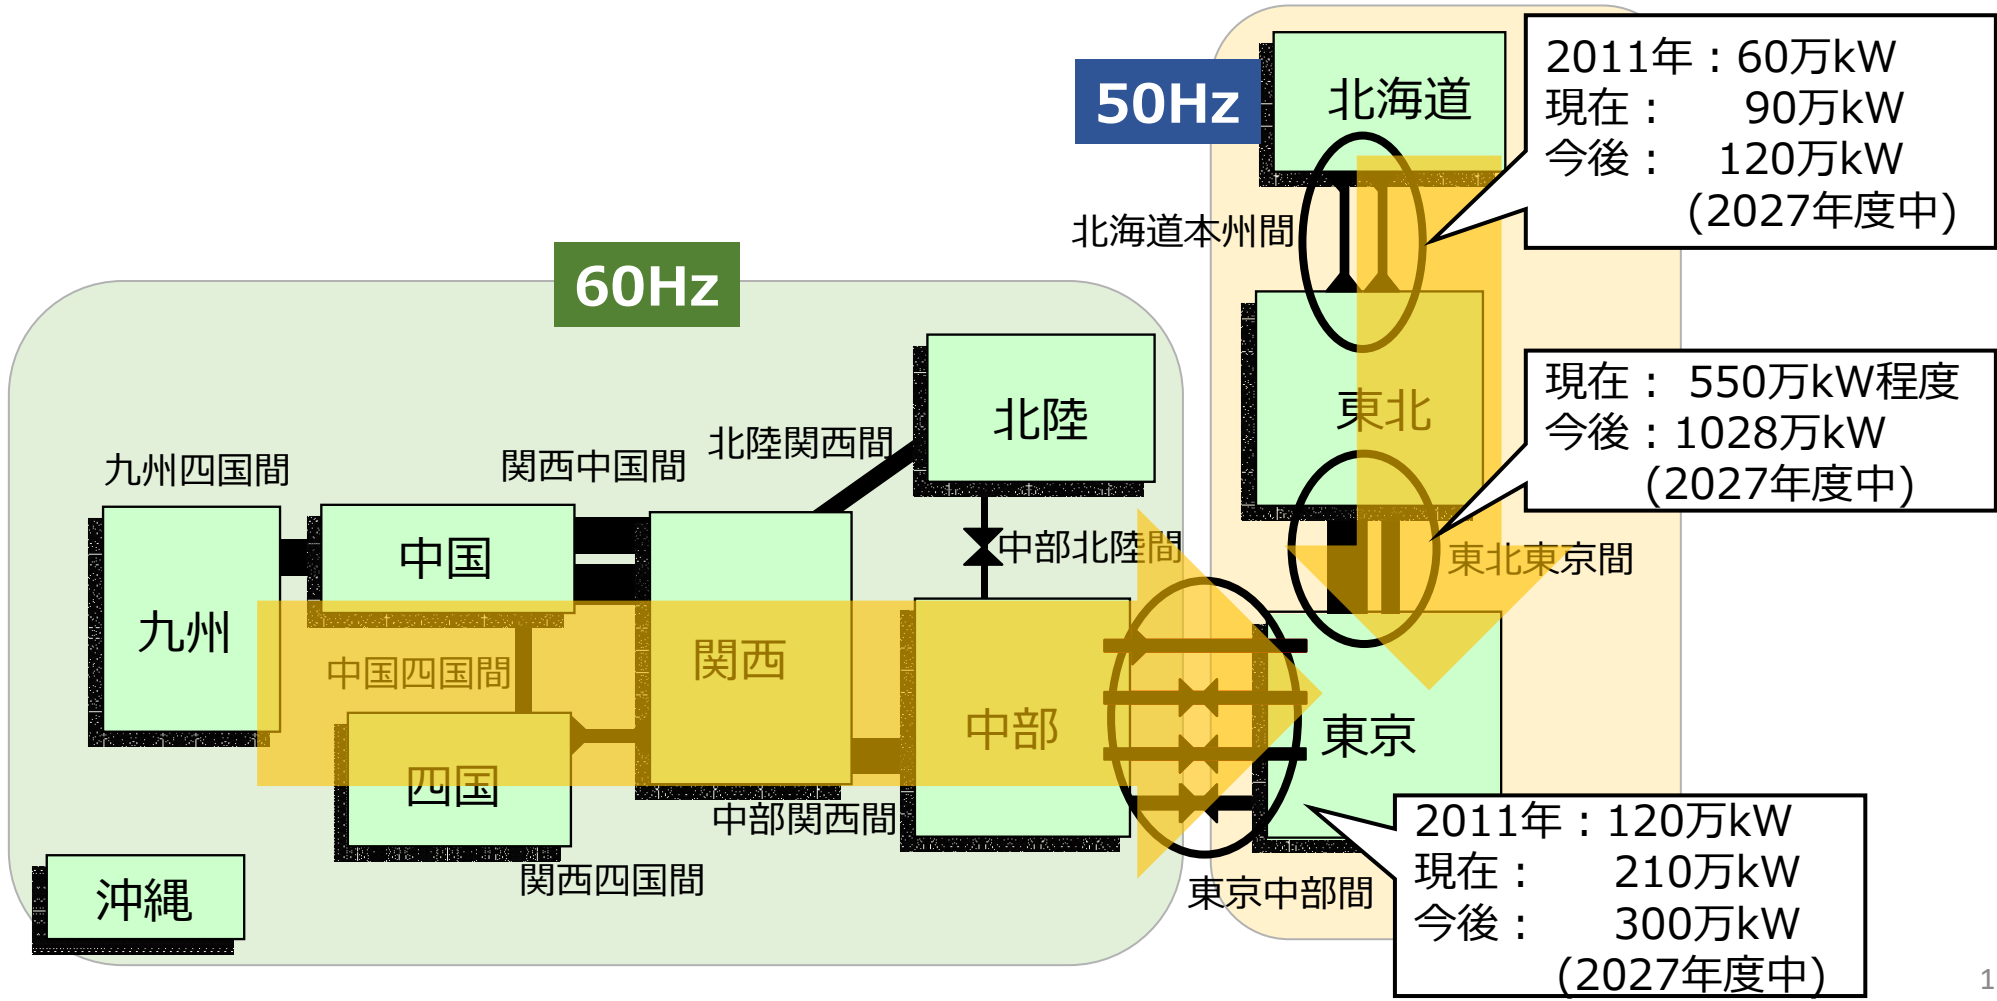 50Hz
北海道
2011年：60万kW
現在：　　90万kW
今後：　120万kW
(2027年度中)
北海道本州間
60Hz
東北
現在： 550万kW程度
今後：1028万kW
(2027年度中)
東北東京間
北陸
北陸関西間
関西中国間
九州四国間
中国
中部北陸間
九州
中国四国間
関西
中部
東京
四国
中部関西間
関西四国間
東京中部間
沖縄
2011年：120万kW
現在：　　210万kW
今後：　　300万kW
(2027年度中)
1